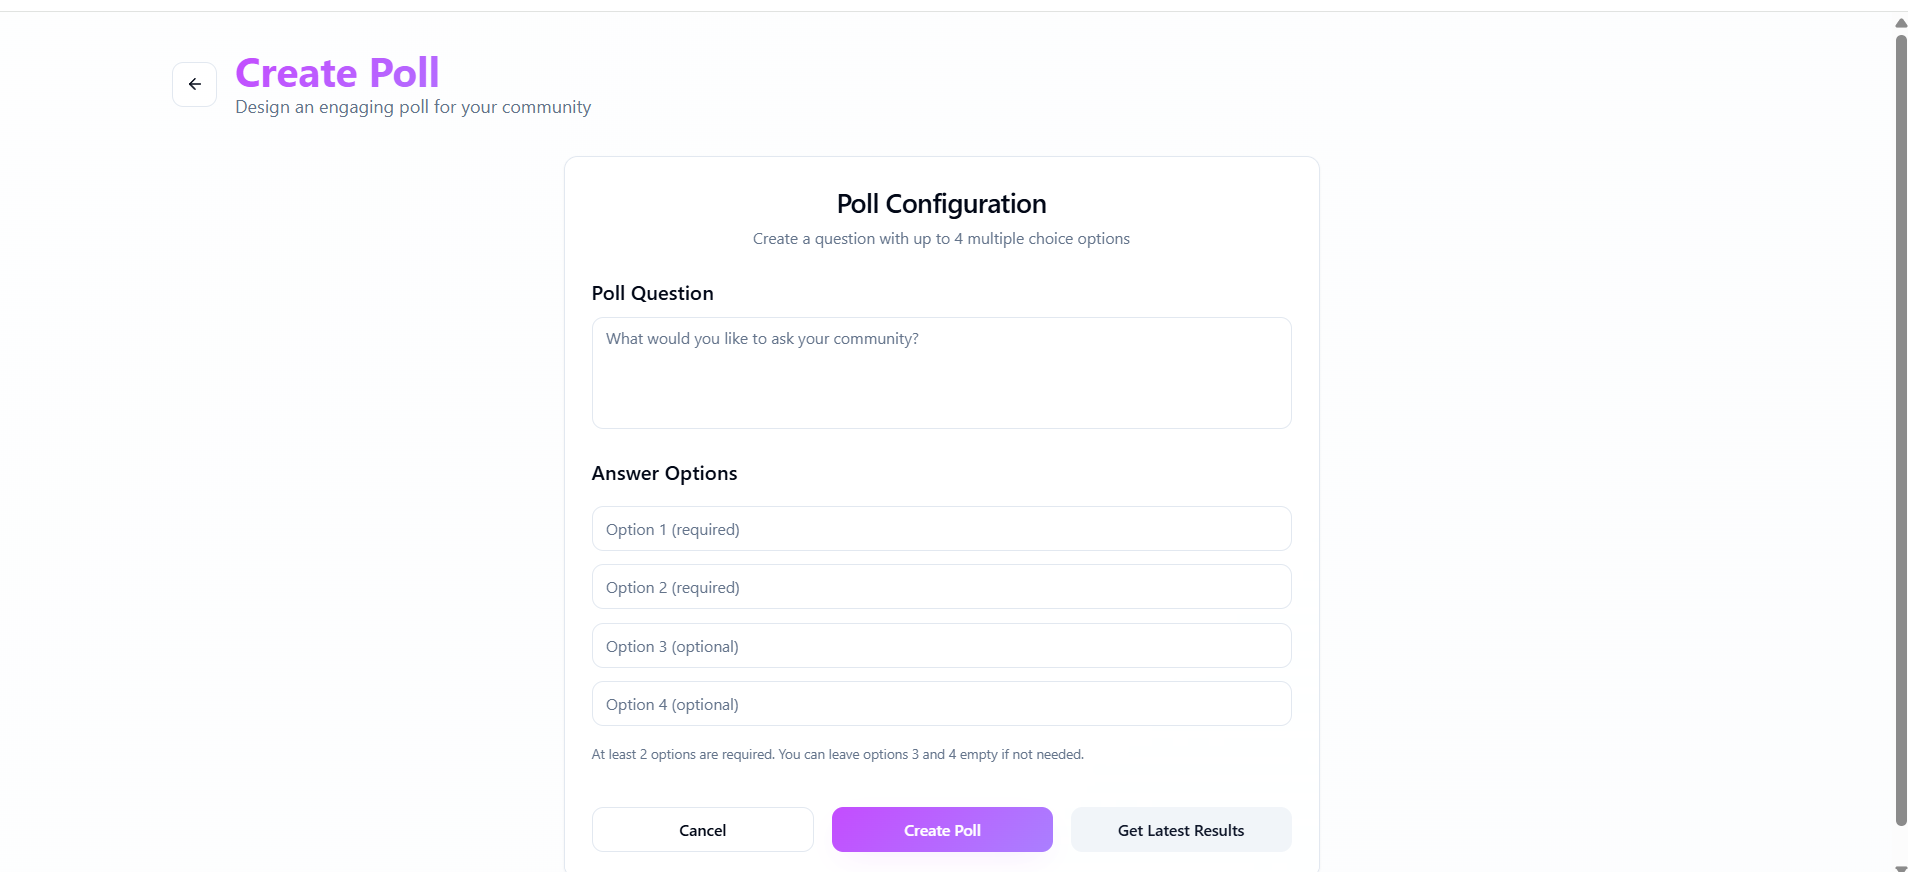 Create Poll
Design an engaging poll for your community
Poll Configuration
Create a question with up to 4 multiple choice options
Poll Question
What would you like to ask your community?
Answer Options
Option 1 (required)
Option 2 (required)
Option 3 (optional)
Option 4 (optional)
At least 2 options are required. You can leave options 3 and 4 empty if not needed.
Cancel
Create Poll
Get Latest Results